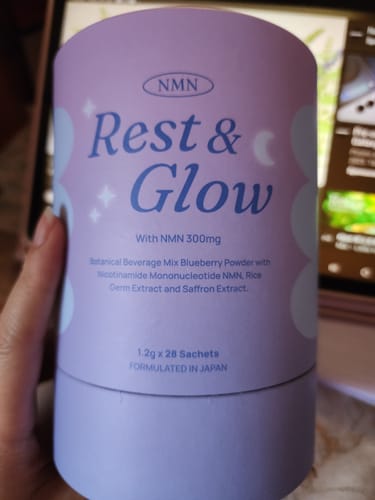 NMN
Rest &
Glow
With NMN 300mg
Botanical Beverage Mix Blueberry Powder with
Nicotinamide Mononucleotide NMN, Rice
Germ Extract and Saffron Extract.
1.2g x 28 Sachets
FORMULATED IN JAPAN